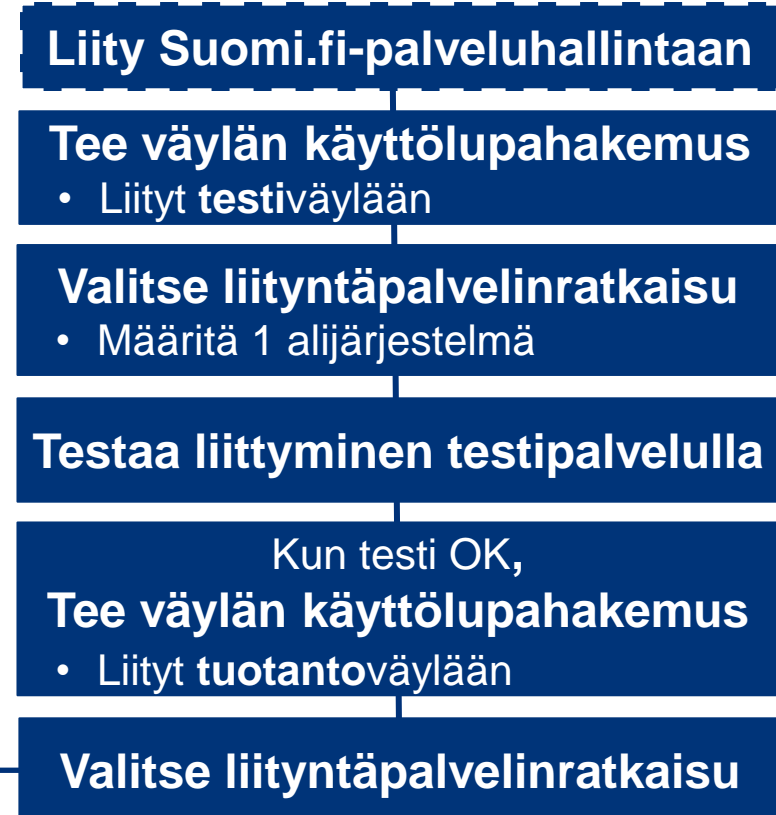 Liity Suomi.fi-palveluhallintaan
Tee väylän käyttölupahakemus
• Liityt testiväylään
Valitse liityntäpalvelinratkaisu
• Määritä 1 alijärjestelmä
Testaa liittyminen testipalvelulla
Kun testi OK,
Tee väylän käyttölupahakemus
• Liityt tuotantoväylään
Valitse liityntäpalvelinratkaisu